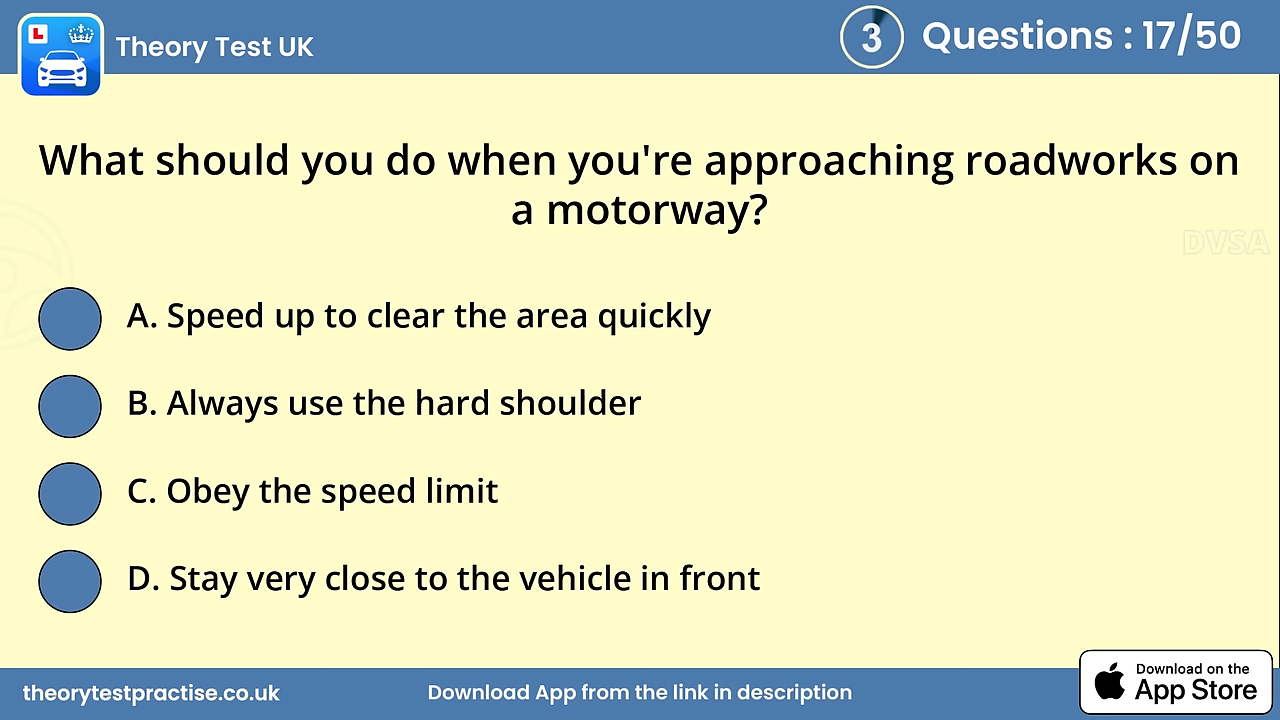 L
Theory Test UK
3
Questions : 17/50
What should you do when you're approaching roadworks on
a motorway?
DVSA
A. Speed up to clear the area quickly
B. Always use the hard shoulder
C. Obey the speed limit
D. Stay very close to the vehicle in front
theorytestpractise.co.uk
Download App from the link in description
Download on the
App Store